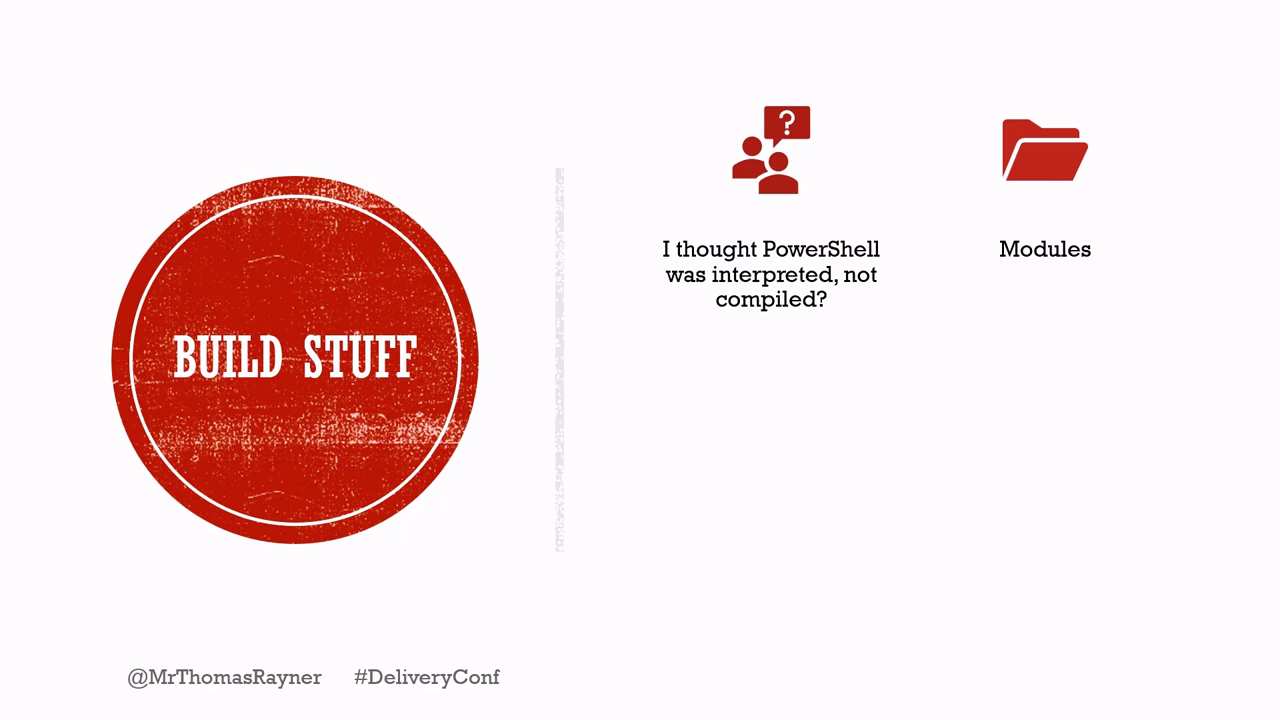 BUILD STUFF
?
I thought PowerShell
was interpreted, not
compiled?
Modules
@MrThomasRayner #DeliveryConf